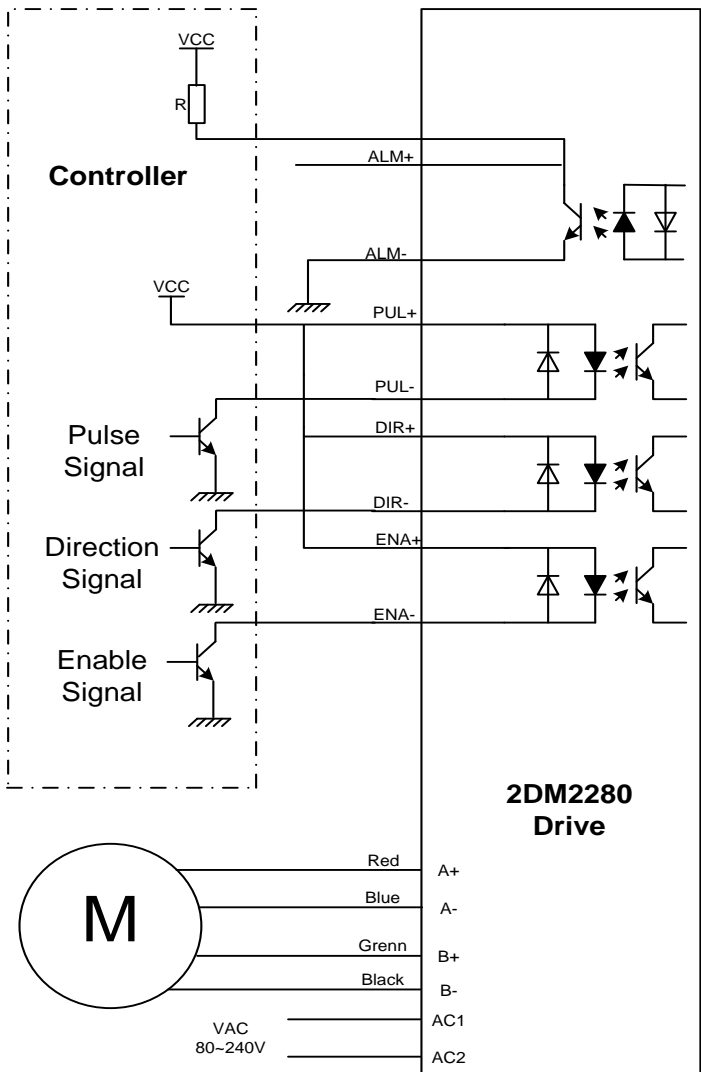 VCC
R
ALM+
Controller
ALM-
VCC
PUL+
PUL-
Pulse
Signal
DIR+
DIR-
Direction
Signal
ENA+
ENA-
Enable
Signal
2DM2280
Drive
M
Red
A+
Blue
A-
Grenn
B+
Black
B-
VAC
80~240V
AC1
AC2